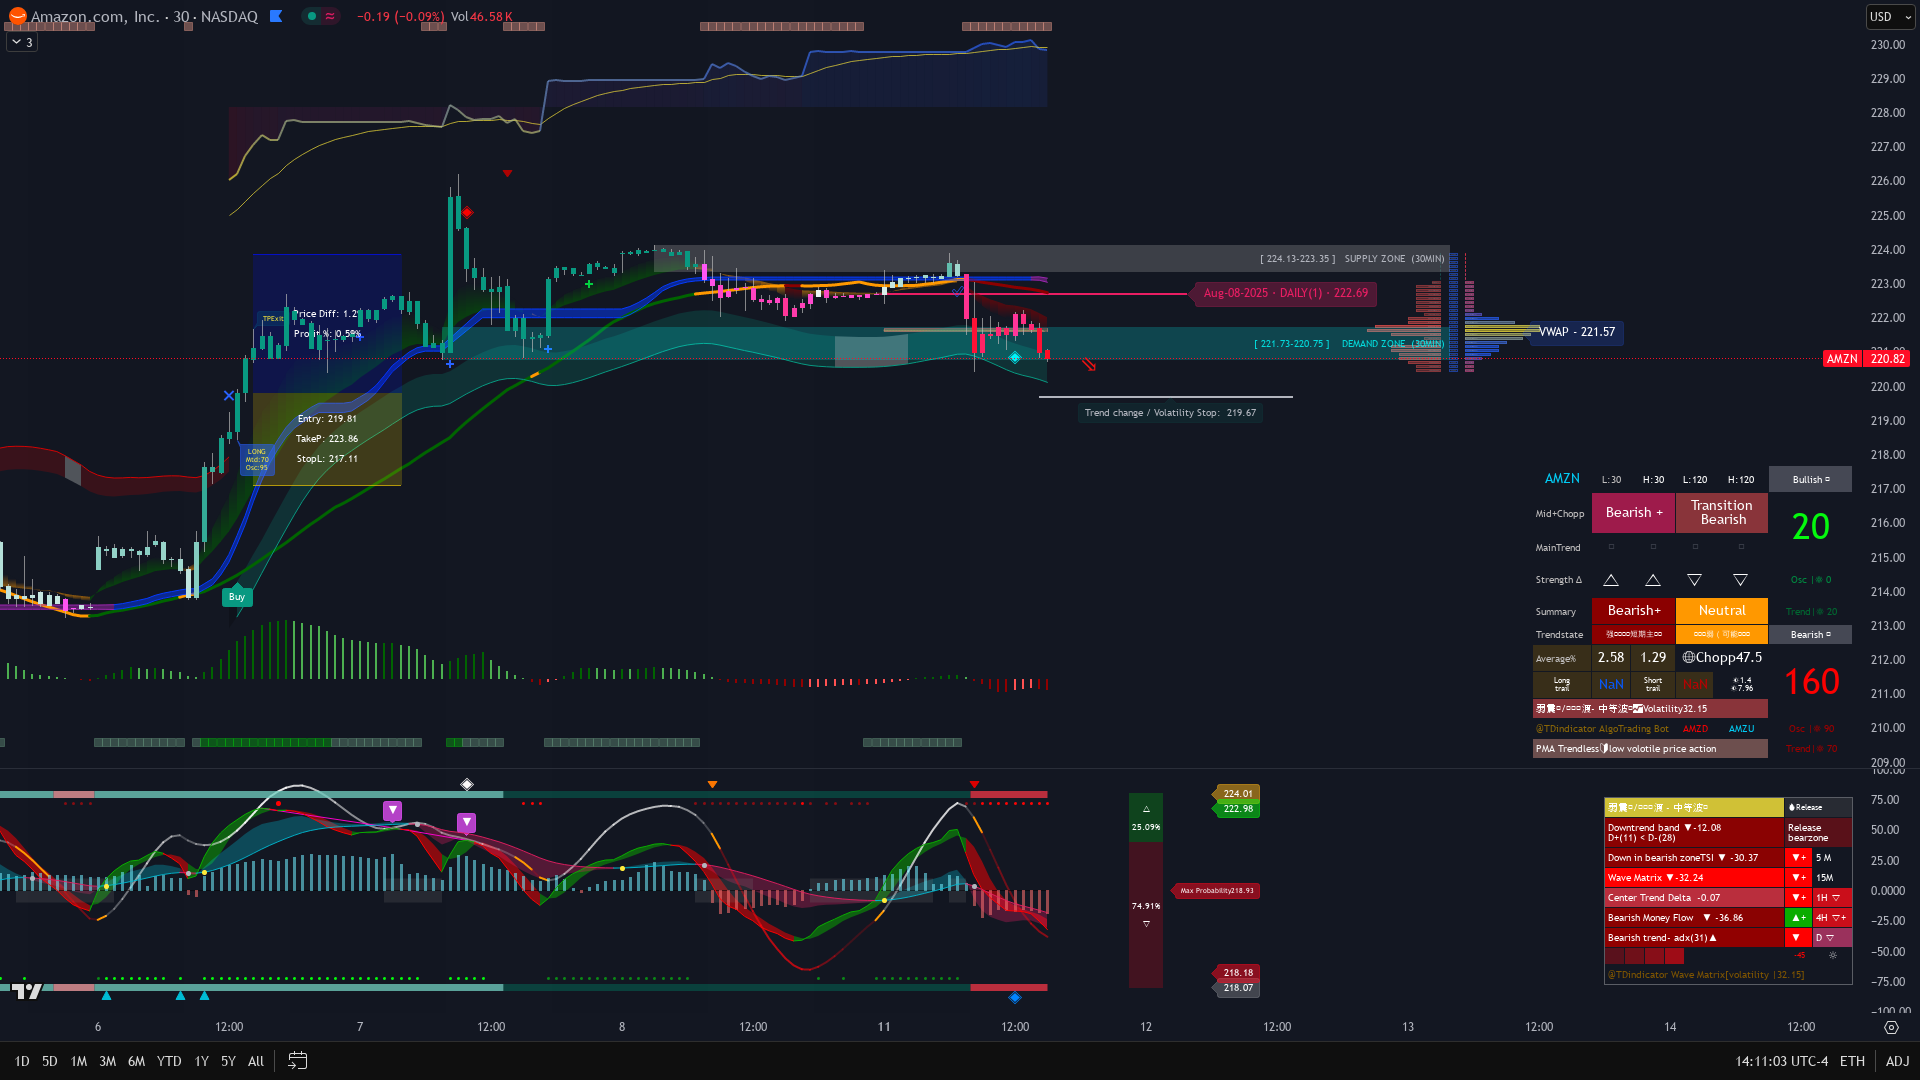 Amazon.com, Inc. · 30 · NASDAQ
−0.19 (−0.09%) Vol 46.58 K
3
USD
230.00
229.00
228.00
227.00
226.00
225.00
224.00
223.00
222.00
220.00
219.00
218.00
217.00
216.00
215.00
214.00
213.00
212.00
211.00
210.00
209.00
AMZN 220.82
[ 224.13-223.35 ] SUPPLY ZONE (30MIN)
Aug-08-2025 · DAILY(1) · 222.69
VWAP - 221.57
[ 221.73-220.75 ] DEMAND ZONE (30MIN)
Trend change / Volatility Stop: 219.67
TPExit
Price Diff: 1.2
Profit %: 0.59%
Entry: 219.81
TakeP: 223.86
StopL: 217.11
LONG
Mtd:70
Osc:95
Buy
AMZN L:30 H:30 L:120 H:120 Bullish
Mid+Chopp Bearish + Transition Bearish 20
MainTrend
Strength Δ Osc | 0
Summary Bearish+ Neutral Trend | 20
Trendstate Bearish
Average% 2.58 1.29 Chopp47.5
Long trail NaN Short trail NaN 1.4 7.96
160
Volatility32.15
@TDindicator AlgoTrading Bot AMZD AMZU Osc | 90
PMA Trendless low volotile price action Trend | 70
100.00
75.00
50.00
25.00
0.0000
−25.00
−50.00
−75.00
−100.00
25.09%
74.91%
224.01
222.98
Max Probability218.93
218.18
218.07
Release
Downtrend band ▼-12.08
D+(11) < D-(28)
Release bearzone
Down in bearish zoneTSI ▼ -30.37 ▼+ 5 M
Wave Matrix ▼-32.24 ▼+ 15M
Center Trend Delta -0.07 ▼+ 1H ▽
Bearish Money Flow ▼ -36.86 ▲+ 4H ▽+
Bearish trend- adx(31)▲ ▼ D ▽
@TDindicator Wave Matrix[volatility |32.15]
6 12:00 7 12:00 8 12:00 11 12:00 12 12:00 13 12:00 14 12:00
1D 5D 1M 3M 6M YTD 1Y 5Y All
14:11:03 UTC-4 ETH ADJ